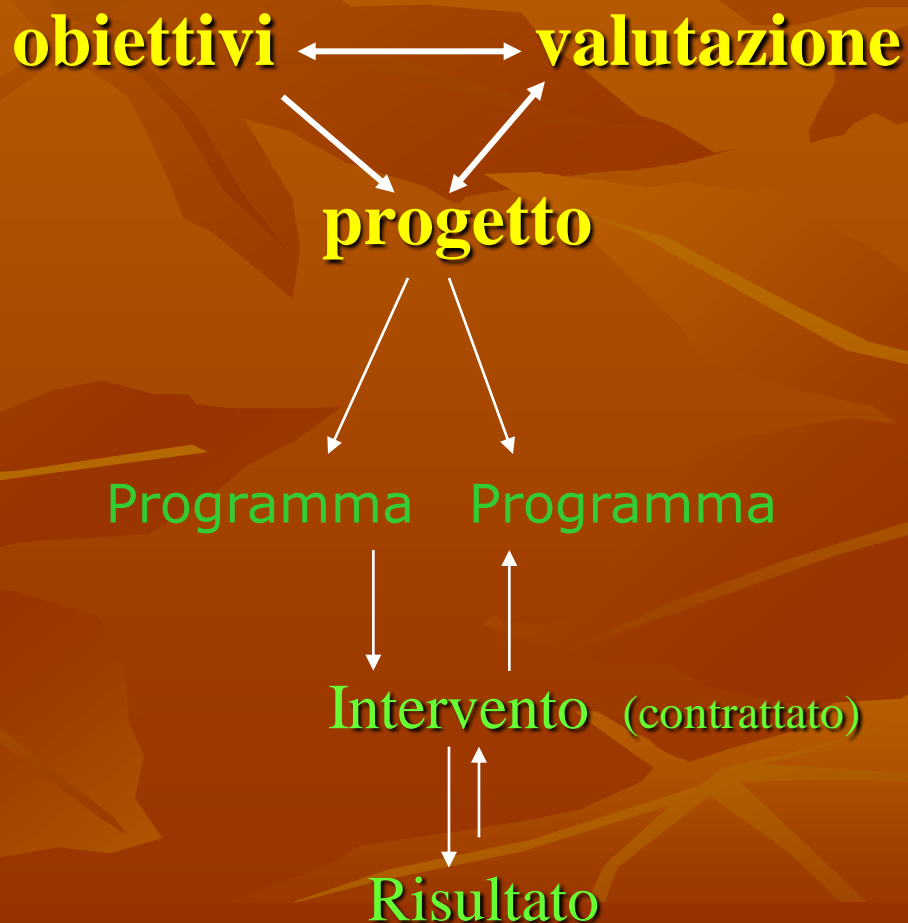 obiettivi valutazione
progetto
Programma Programma
Intervento (contrattato)
Risultato